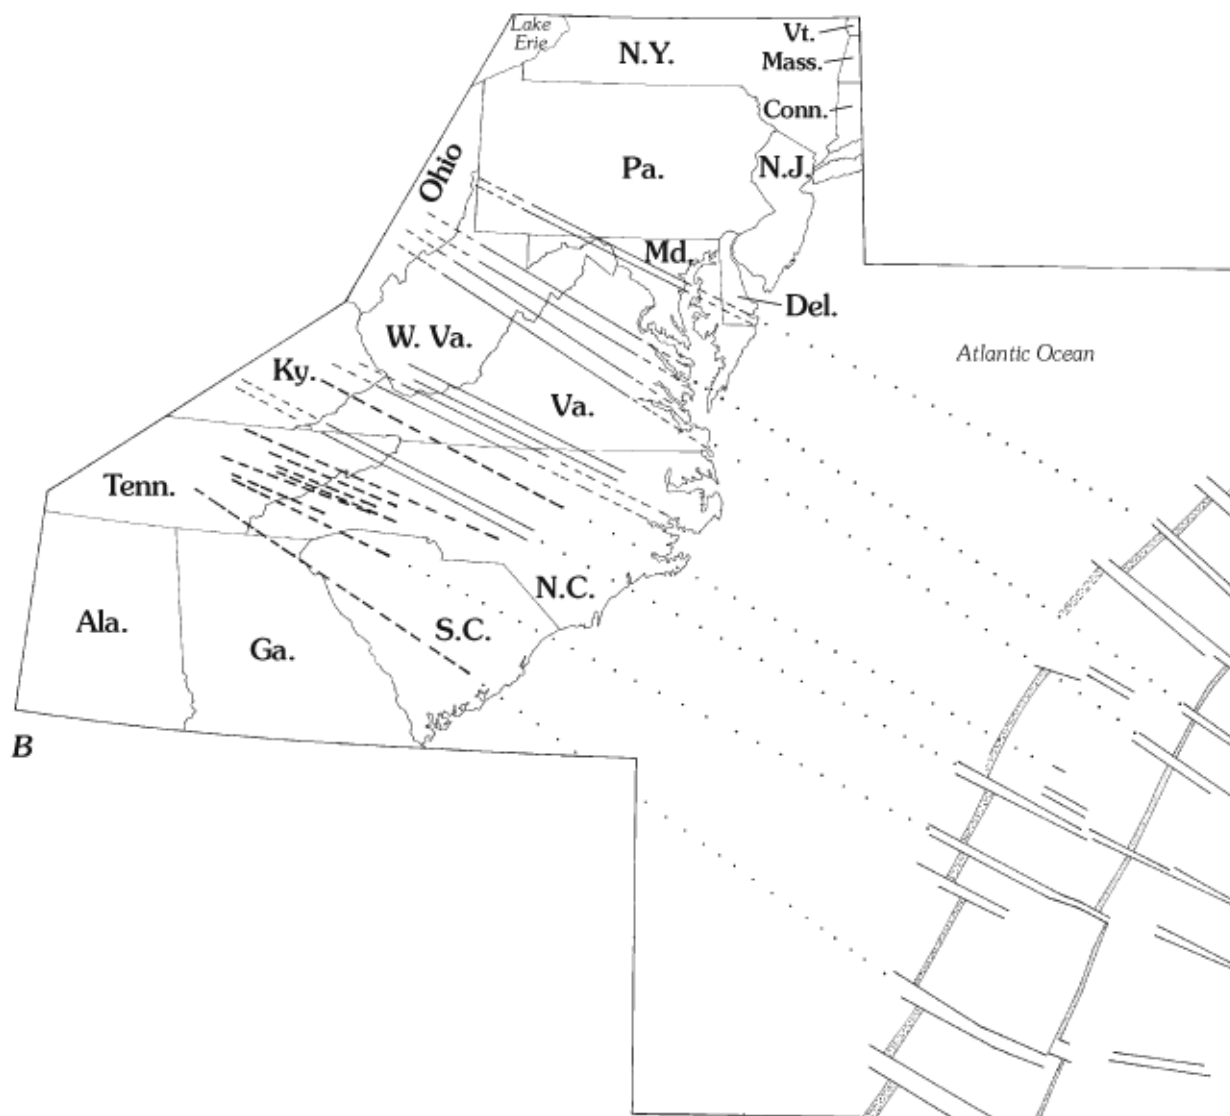 Lake
Erie
N.Y.
Vt.
Mass.
Conn.
Ohio
Pa.
N.J.
Md.
Del.
W. Va.
Atlantic Ocean
Ky.
Va.
Tenn.
N.C.
Ala.
Ga.
S.C.
B